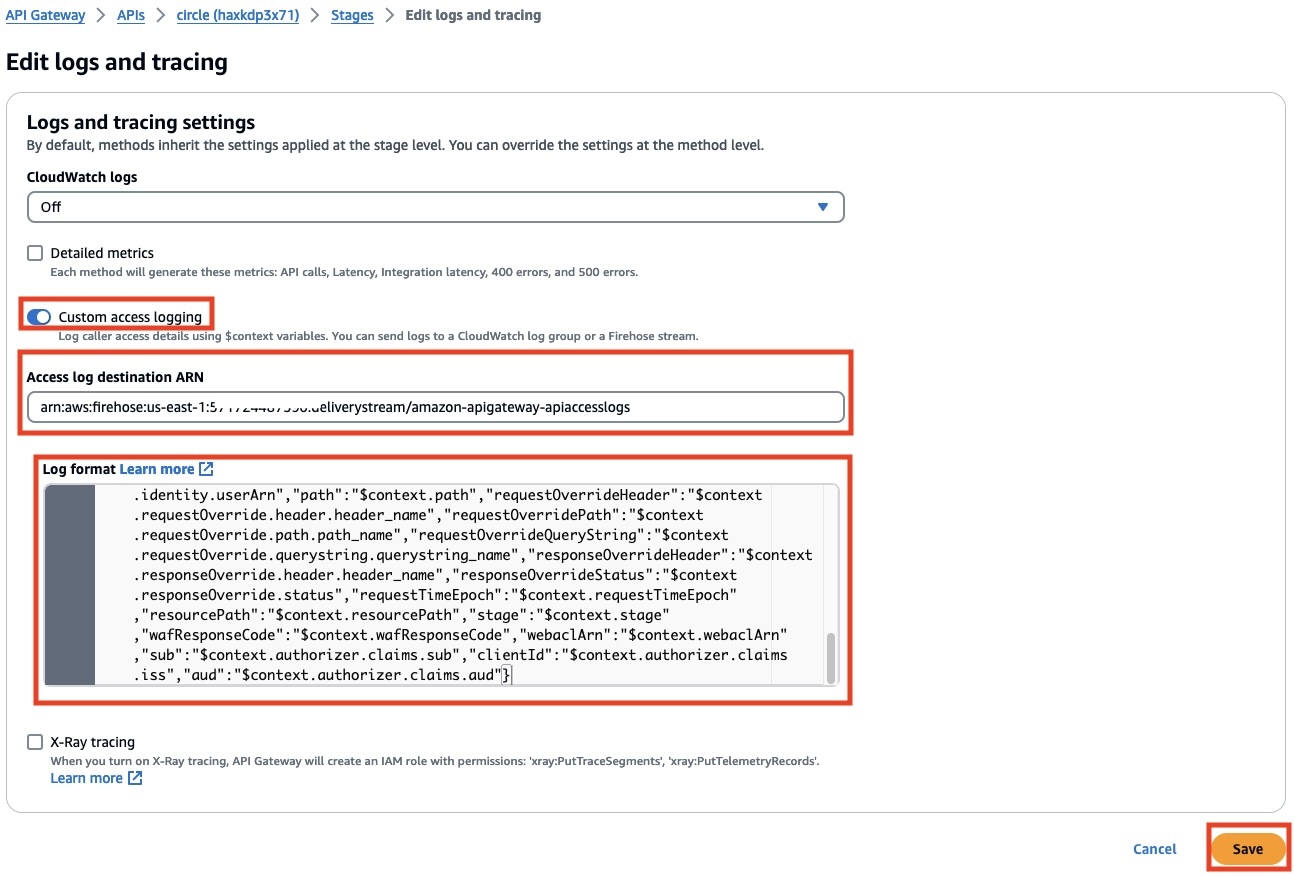 API Gateway > APIs > circle (haxkdp3x71) > Stages > Edit logs and tracing
Edit logs and tracing
Logs and tracing settings
By default, methods inherit the settings applied at the stage level. You can override the settings at the method level.
CloudWatch logs
Off
Detailed metrics
Each method will generate these metrics: API calls, Latency, Integration latency, 400 errors, and 500 errors.
Custom access logging
Log caller access details using $context variables. You can send logs to a CloudWatch log group or a Firehose stream.
Access log destination ARN
arn:aws:firehose:us-east-1: deliverystream/amazon-apigateway-apiaccesslogs
Log format Learn more
.identity.userArn","path":"$context.path","requestOverrideHeader":"$context
.requestOverride.header.header_name","requestOverridePath":"$context
.requestOverride.path.path_name","requestOverrideQueryString":"$context
.requestOverride.querystring.querystring_name","responseOverrideHeader":"$context
.responseOverride.header.header_name","responseOverrideStatus":"$context
.responseOverride.status","requestTimeEpoch":"$context.requestTimeEpoch"
,"resourcePath":"$context.resourcePath","stage":"$context.stage"
,"wafResponseCode":"$context.wafResponseCode","webaclArn":"$context.webaclArn"
,"sub":"$context.authorizer.claims.sub","clientId":"$context.authorizer.claims
.iss","aud":"$context.authorizer.claims.aud"}
X-Ray tracing
When you turn on X-Ray tracing, API Gateway will create an IAM role with permissions: 'xray:PutTraceSegments', 'xray:PutTelemetryRecords'.
Learn more
Cancel
Save